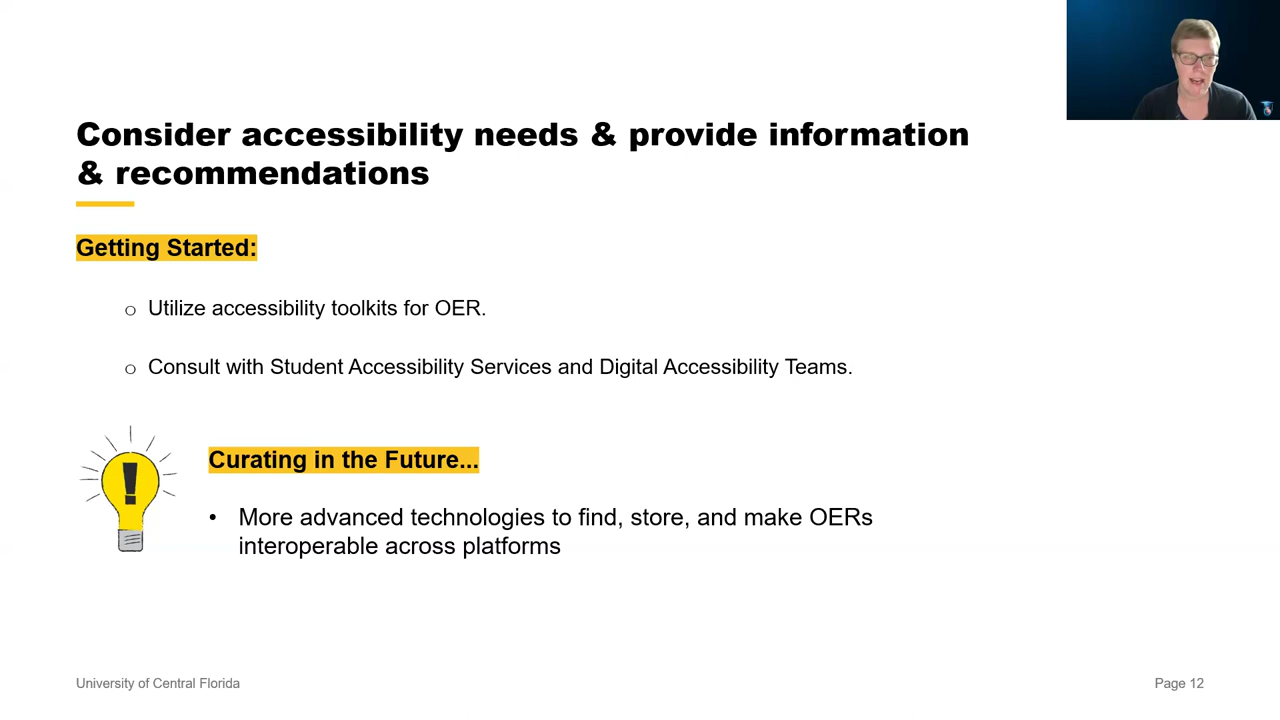 Consider accessibility needs & provide information
& recommendations
Getting Started:
o Utilize accessibility toolkits for OER.
o Consult with Student Accessibility Services and Digital Accessibility Teams.
!
Curating in the Future...
• More advanced technologies to find, store, and make OERs
interoperable across platforms
University of Central Florida
Page 12